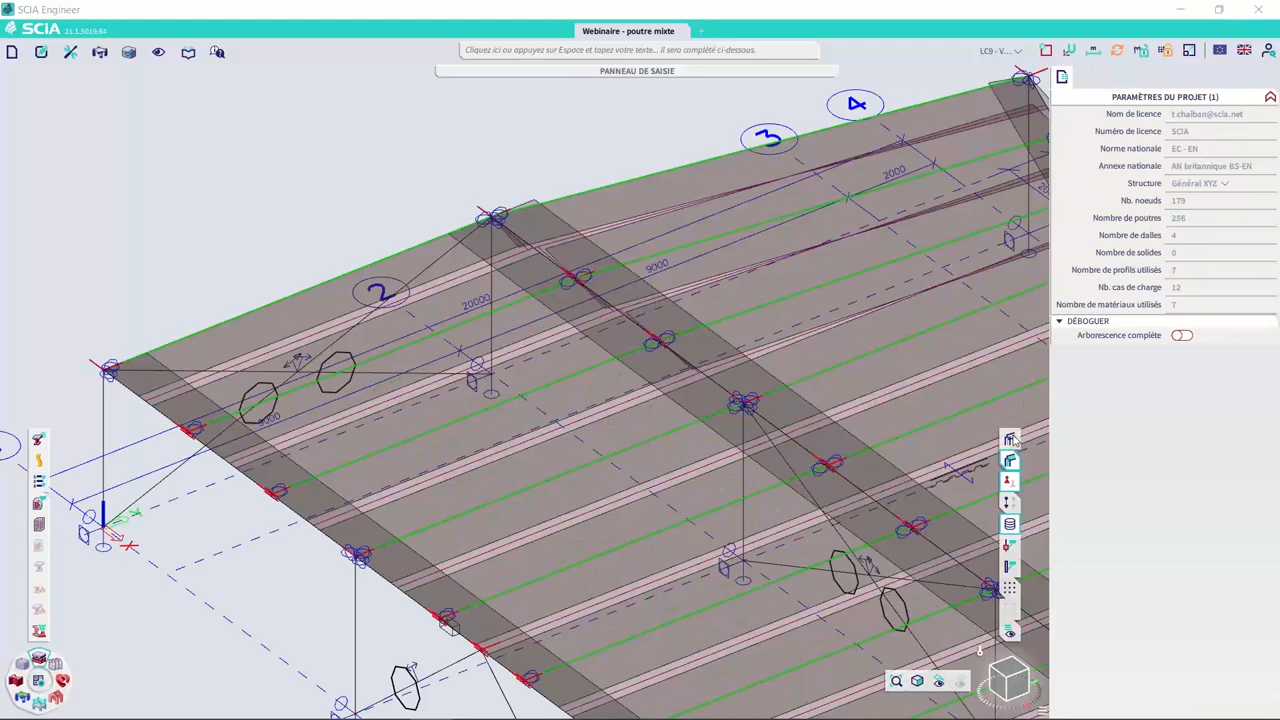 SCIA Engineer
SCIA 21.1.5019.64
Webinaire - poutre mixte
Cliquez ici ou appuyez sur Espace et tapez votre texte... Il sera complété ci-dessous.
LC9 - V...
PANNEAU DE SAISIE
PARAMÈTRES DU PROJET (1)
Nom de licence t.chaiban@scia.net
Numéro de licence SCIA
Norme nationale EC - EN
Annexe nationale AN britannique BS-EN
Structure Général XYZ
Nb. noeuds 179
Nombre de poutres 256
Nombre de dalles 4
Nombre de solides 0
Nombre de profils utilisés 7
Nb. cas de charge 12
Nombre de matériaux utilisés 7
DÉBOGUER
Arborescence complète
4
3
2000
9000
2
20.000
9000